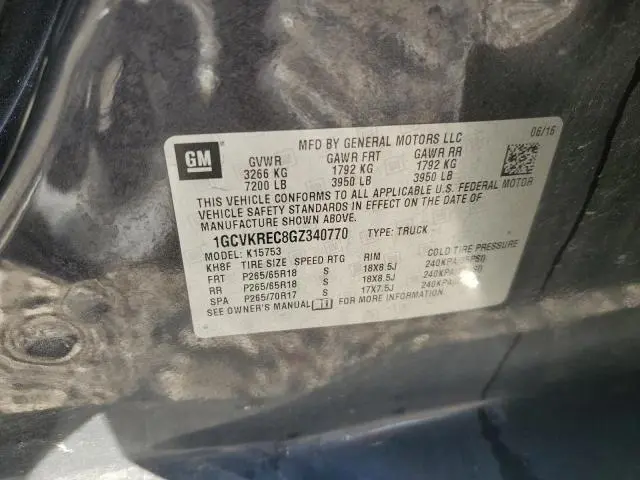 GM
MFD BY GENERAL MOTORS LLC 06/16
GVWR GAWR FRT GAWR RR
3266 KG 1792 KG 1792 KG
7200 LB 3950 LB 3950 LB
THIS VEHICLE CONFORMS TO ALL APPLICABLE U.S. FEDERAL MOTOR
VEHICLE SAFETY STANDARDS IN EFFECT ON THE DATE OF
MANUFACTURE SHOWN ABOVE.
1GCVKREC8GZ340770 TYPE: TRUCK
MODEL: K15753
KH8F TIRE SIZE SPEED RTG RIM COLD TIRE PRESSURE
FRT P265/65R18 S 18X8.5J 240KPA/35PSI
RR P265/65R18 S 18X8.5J 240KPA/35PSI
SPA P265/70R17 S 17X7.5J 240KPA
SEE OWNER'S MANUAL FOR MORE INFORMATION.